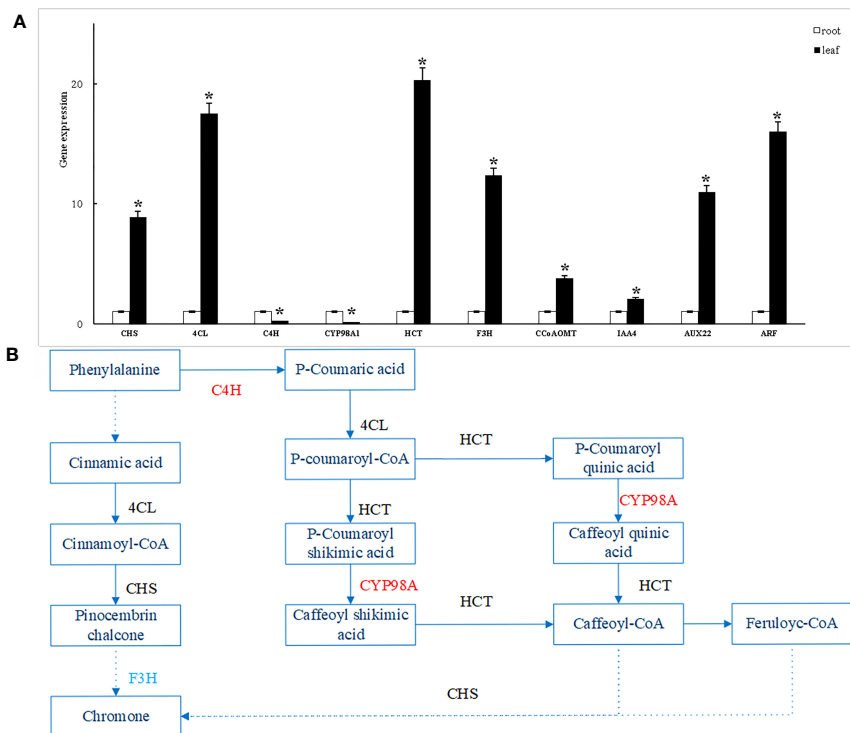 A
root
leaf
Gene expression
20
10
0
*
*
*
*
*
*
*
*
*
*
CHS 4CL C4H CYP98A1 HCT F3H CCoAOMT IAA4 AUX22 ARF
B
Phenylalanine
C4H
P-Coumaric acid
4CL
Cinnamic acid
P-coumaroyl-CoA
HCT
P-Coumaroyl
quinic acid
4CL
HCT
CYP98A
Cinnamoyl-CoA
P-Coumaroyl
shikimic acid
Caffeoyl quinic
acid
CHS
CYP98A
HCT
Pinocembrin
chalcone
Caffeoyl shikimic
acid
HCT
Caffeoyl-CoA
Feruloyc-CoA
F3H
CHS
Chromone